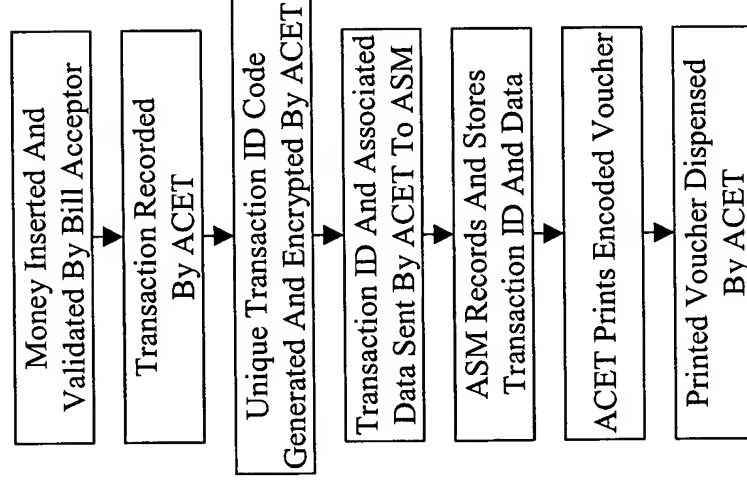 Money Inserted And
Validated By Bill Acceptor
Transaction Recorded
By ACET
Unique Transaction ID Code
Generated And Encrypted By ACET
Transaction ID And Associated
Data Sent By ACET To ASM
ASM Records And Stores
Transaction ID And Data
ACET Prints Encoded Voucher
Printed Voucher Dispensed
By ACET